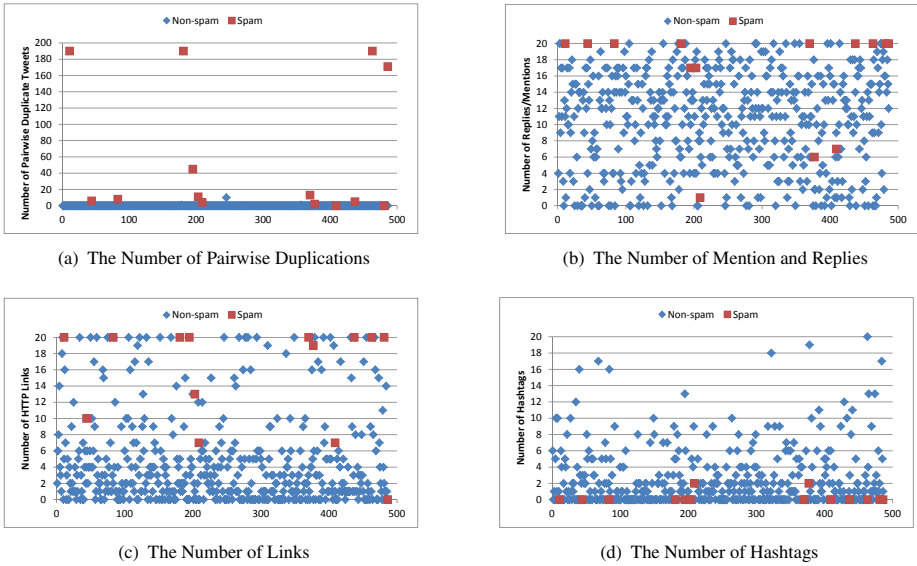 Non-spam Spam
Number of Pairwise Duplicate Tweets
200
180
160
140
120
100
80
60
40
20
0
0 100 200 300 400 500
(a) The Number of Pairwise Duplications
Non-spam Spam
Number of Replies/Mentions
20
18
16
14
12
10
8
6
4
2
0
0 100 200 300 400 500
(b) The Number of Mention and Replies
Non-spam Spam
Number of HTTP Links
20
18
16
14
12
10
8
6
4
2
0
0 100 200 300 400 500
(c) The Number of Links
Non-spam Spam
Number of Hashtags
20
18
16
14
12
10
8
6
4
2
0
0 100 200 300 400 500
(d) The Number of Hashtags